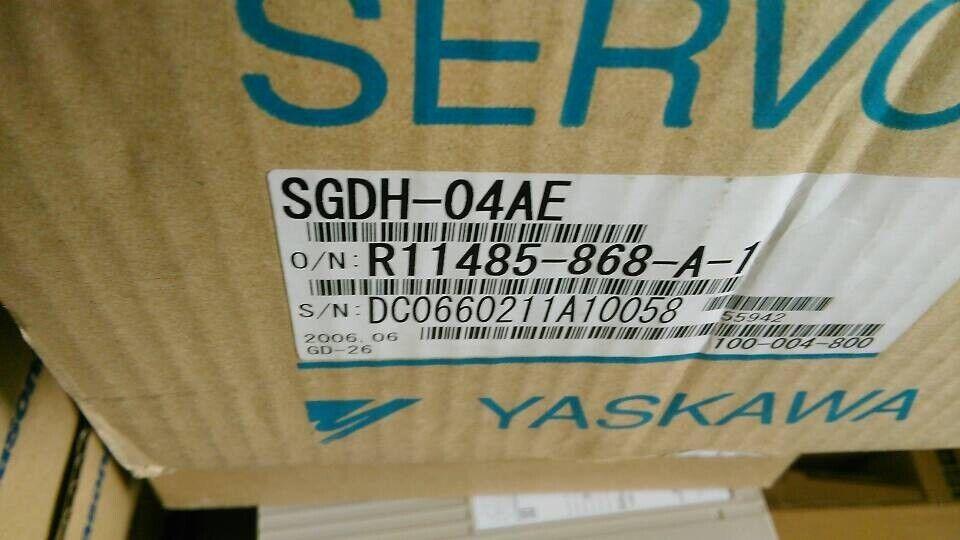 SERVO
SGDH-04AE
O/N: R11485-868-A-1
S/N: DC0660211A10058
55942
2006.06
100-004-800
GD-26
YASKAWA